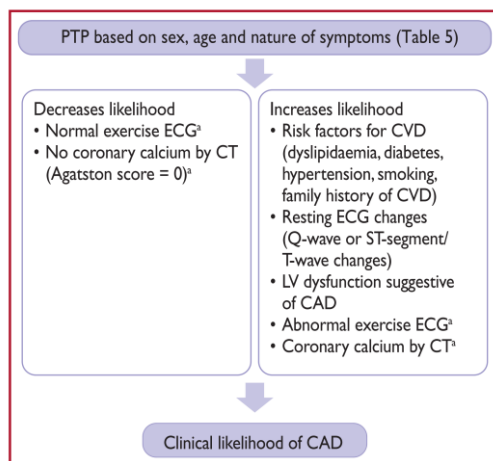 PTP based on sex, age and nature of symptoms (Table 5)
Decreases likelihood
• Normal exercise ECGª
• No coronary calcium by CT
(Agatston score = 0)ª
Increases likelihood
• Risk factors for CVD
(dyslipidaemia, diabetes,
hypertension, smoking,
family history of CVD)
• Resting ECG changes
(Q-wave or ST-segment/
T-wave changes)
• LV dysfunction suggestive
of CAD
• Abnormal exercise ECGª
• Coronary calcium by CTª
Clinical likelihood of CAD